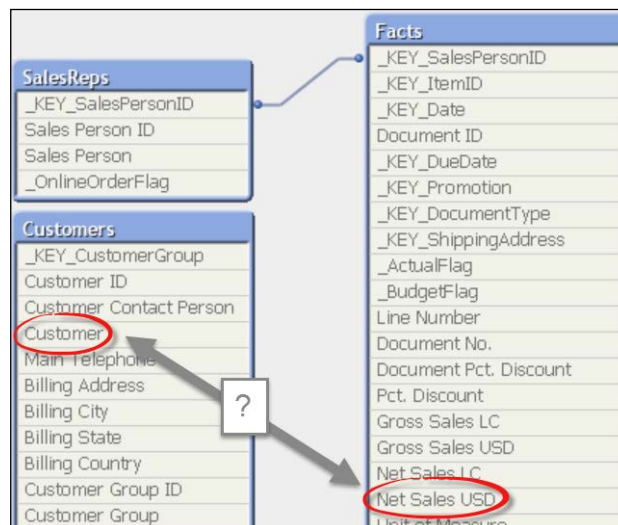 SalesReps
_KEY_SalesPersonID
Sales Person ID
Sales Person
_OnlineOrderFlag
Customers
_KEY_CustomerGroup
Customer ID
Customer Contact Person
Customer
Main Telephone
Billing Address
Billing City
Billing State
Billing Country
Customer Group ID
Customer Group
?
Facts
_KEY_SalesPersonID
_KEY_ItemID
_KEY_Date
Document ID
_KEY_DueDate
_KEY_Promotion
_KEY_DocumentType
_KEY_ShippingAddress
_ActualFlag
_BudgetFlag
Line Number
Document No.
Document Pct. Discount
Pct. Discount
Gross Sales LC
Gross Sales USD
Net Sales LC
Net Sales USD
Unit of Measure